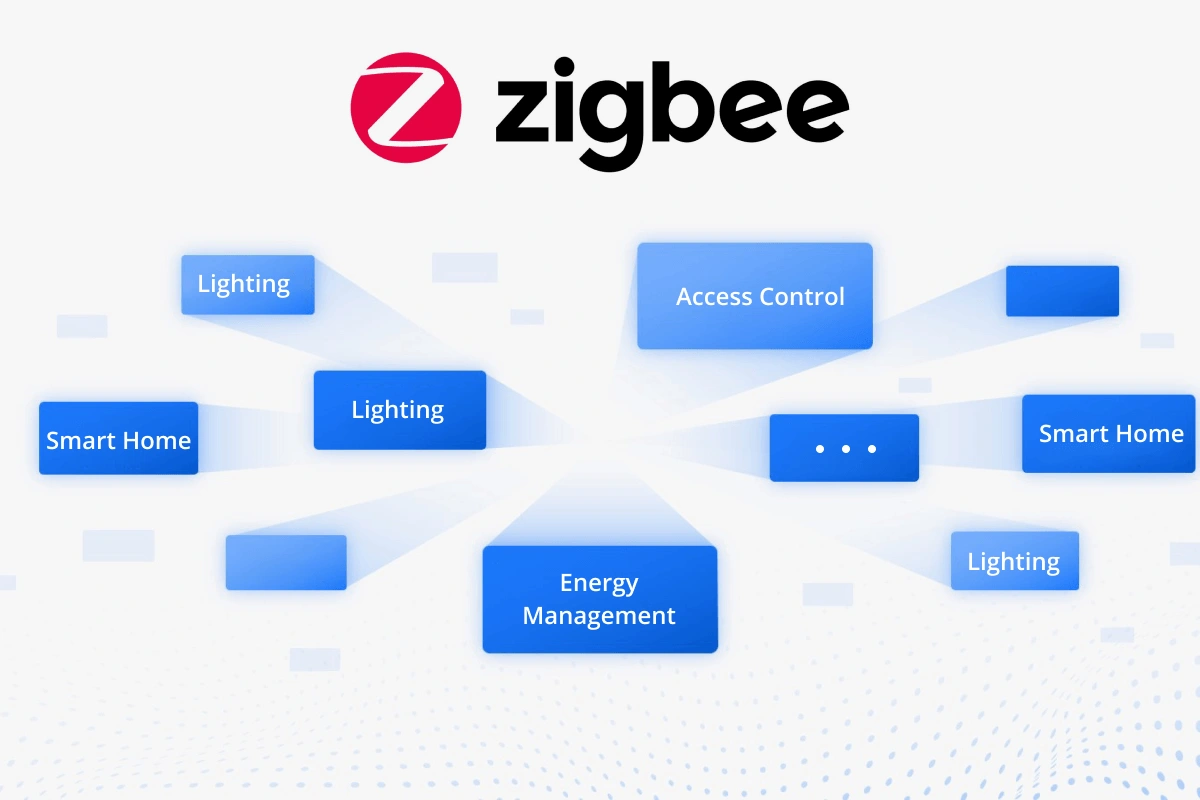 zigbee
Lighting
Access Control
Lighting
Smart Home
Smart Home
• • •
Lighting
Energy
Management